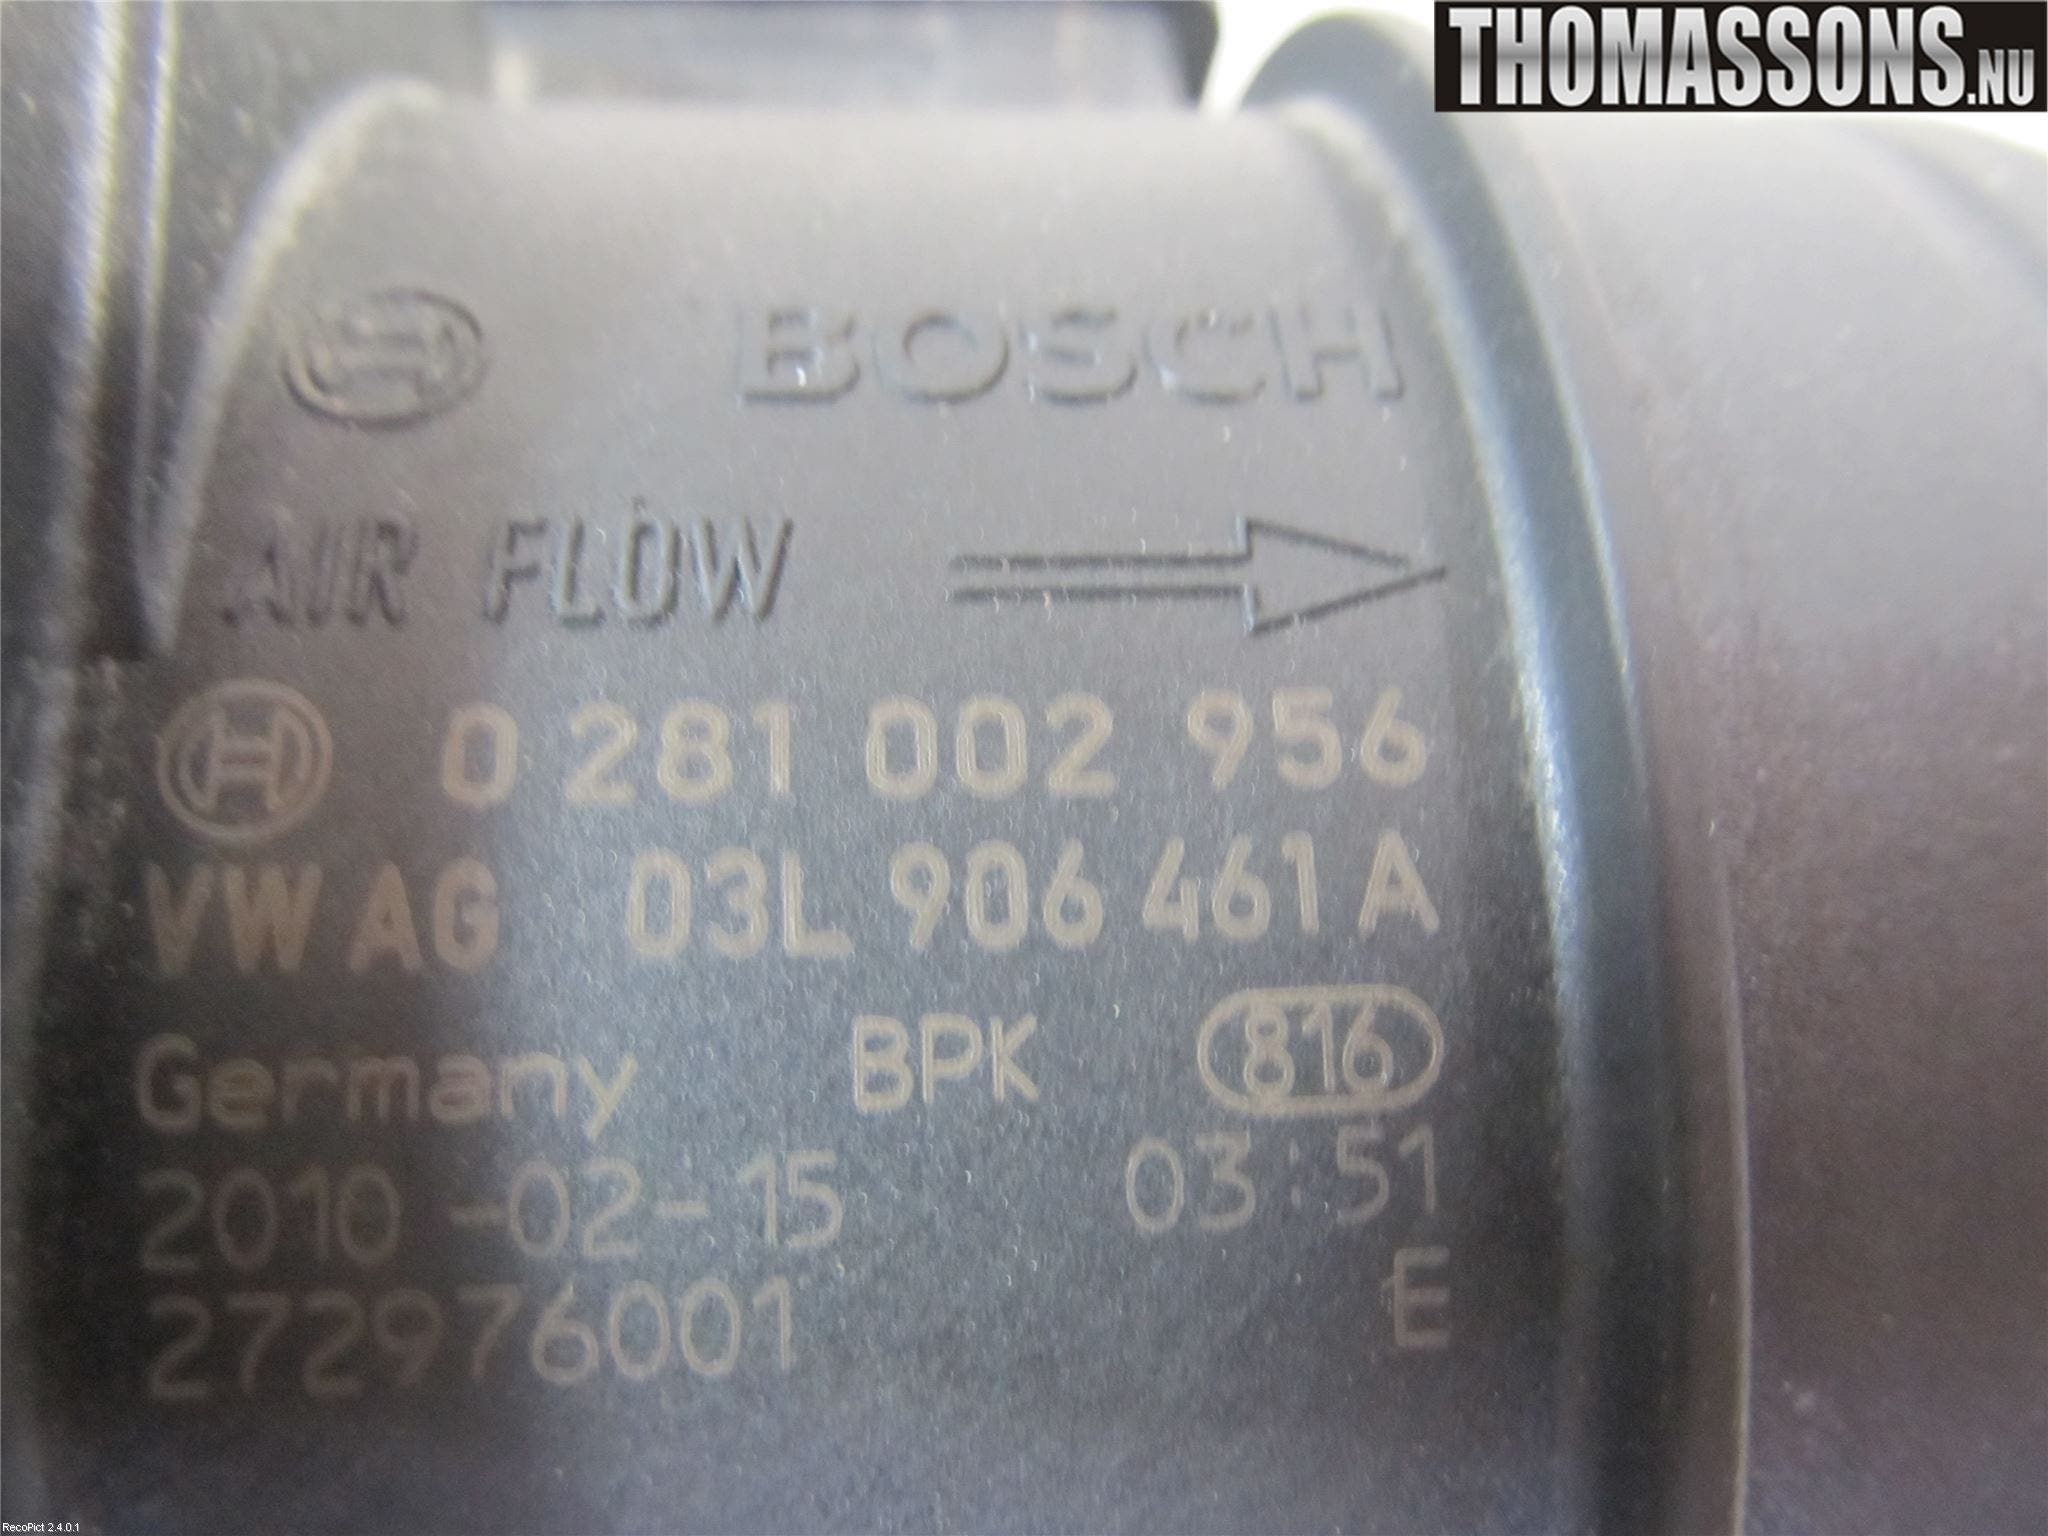 THOMASSONS.NU
BOSCH
AIR FLOW
0 281 002 956
VW AG 03L 906 461 A
Germany BPK 816
2010-02-15 03:51
272976001 E
RecoPict 2.4.0.1